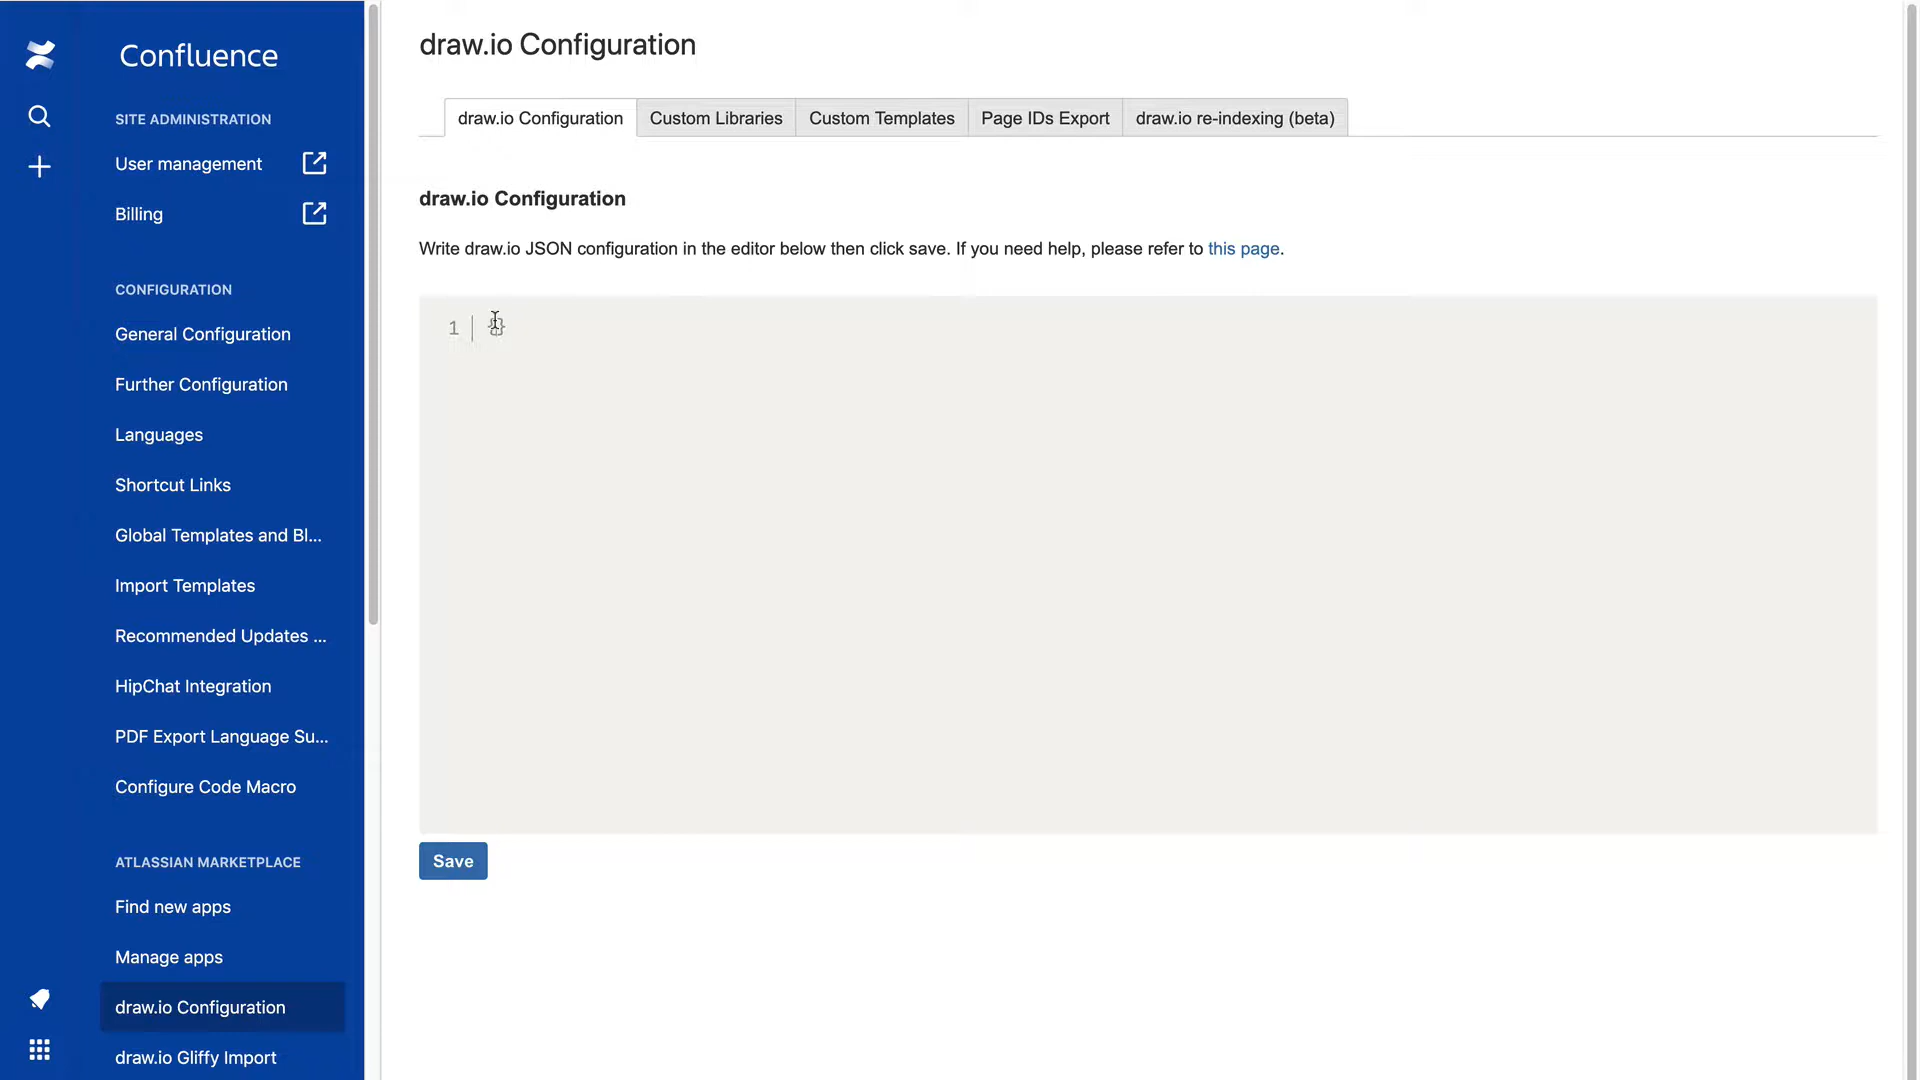 Confluence
SITE ADMINISTRATION
User management
Billing
CONFIGURATION
General Configuration
Further Configuration
Languages
Shortcut Links
Global Templates and Bl...
Import Templates
Recommended Updates ...
HipChat Integration
PDF Export Language Su...
Configure Code Macro
ATLASSIAN MARKETPLACE
Find new apps
Manage apps
draw.io Configuration
draw.io Gliffy Import
draw.io Configuration
draw.io Configuration Custom Libraries Custom Templates Page IDs Export draw.io re-indexing (beta)
draw.io Configuration
Write draw.io JSON configuration in the editor below then click save. If you need help, please refer to this page.
1 {}
Save